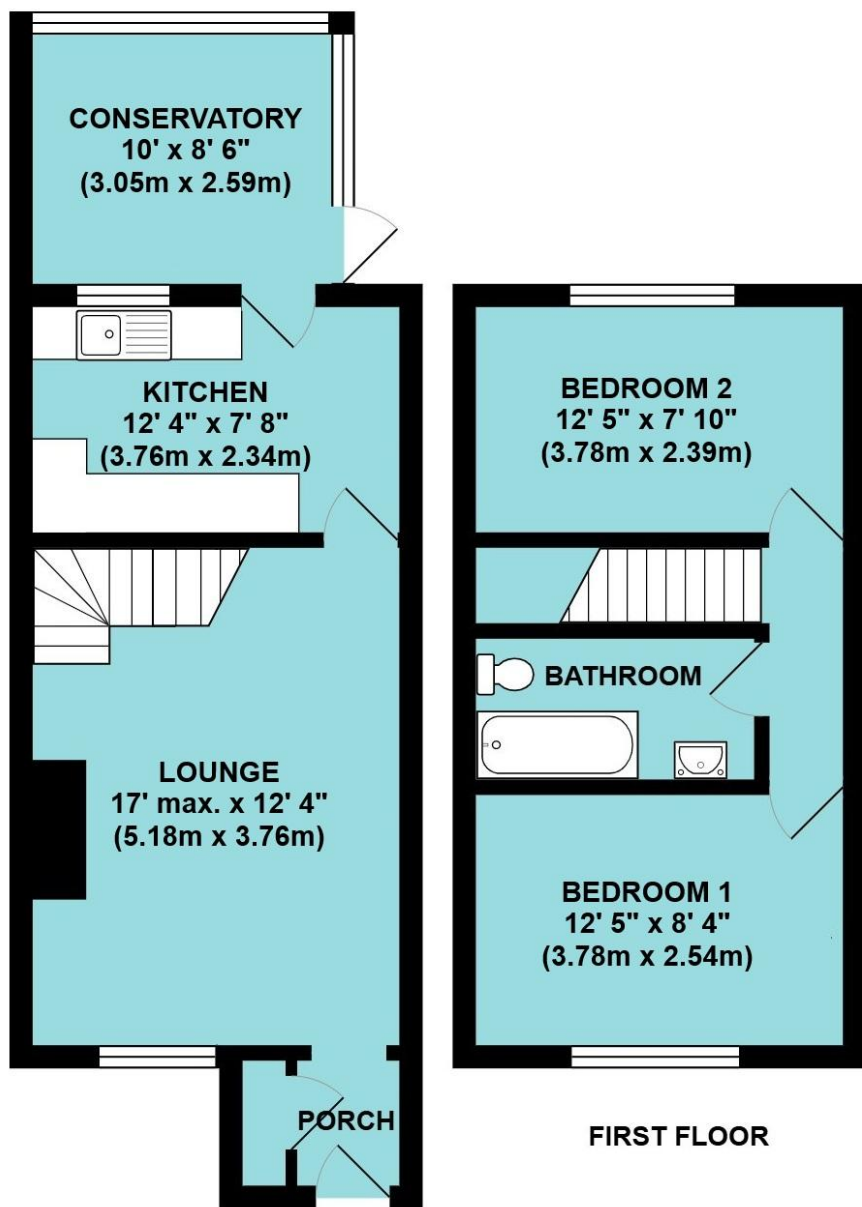 CONSERVATORY
10' x 8' 6"
(3.05m x 2.59m)
KITCHEN
12' 4" x 7' 8"
(3.76m x 2.34m)
LOUNGE
17' max. x 12' 4"
(5.18m x 3.76m)
PORCH
BEDROOM 2
12' 5" x 7' 10"
(3.78m x 2.39m)
BATHROOM
BEDROOM 1
12' 5" x 8' 4"
(3.78m x 2.54m)
FIRST FLOOR